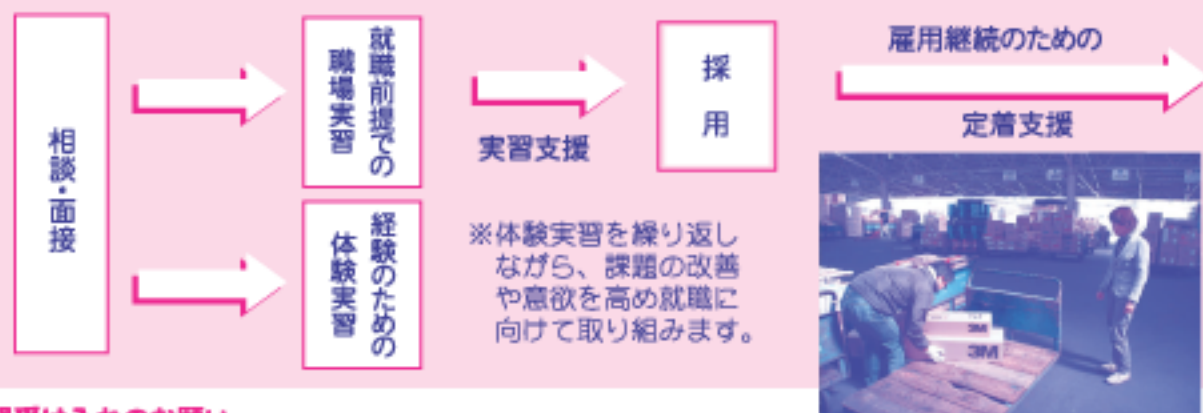 相談・面接
就職前提での
職場実習
経験のための
体験実習
実習支援
採用
※体験実習を繰り返し
ながら、課題の改善
や意欲を高め就職に
向けて取り組みます。
雇用継続のための
定着支援
3M
3M